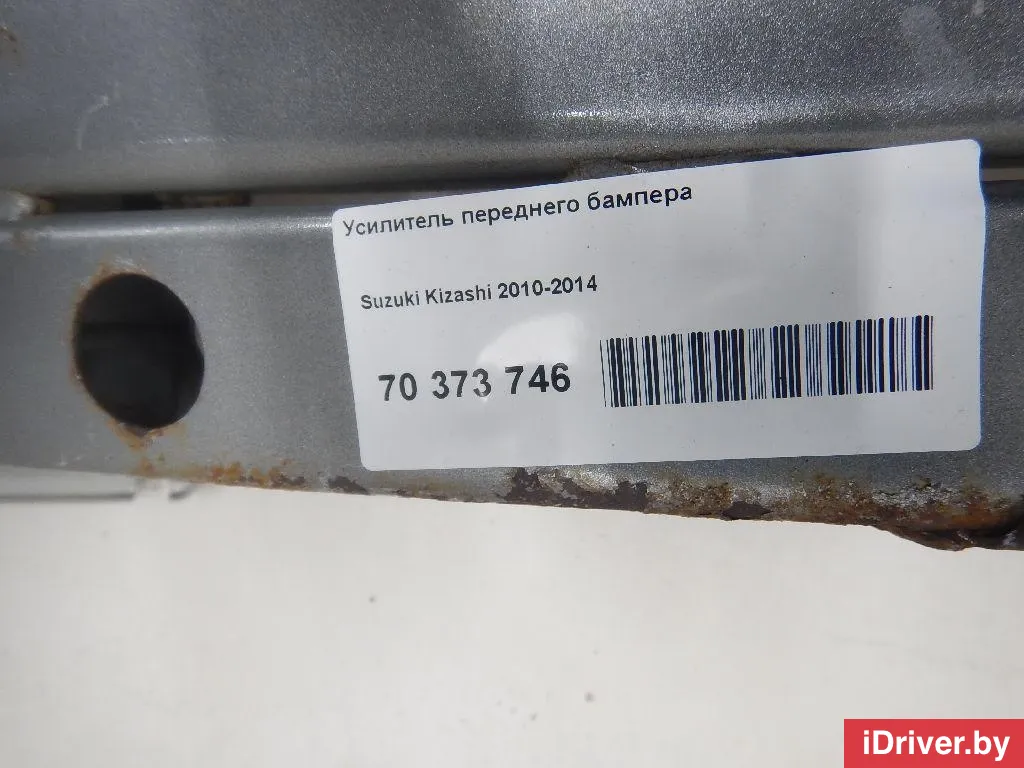 Усилитель переднего бампера
Suzuki Kizashi 2010-2014
70 373 746
iDriver.by